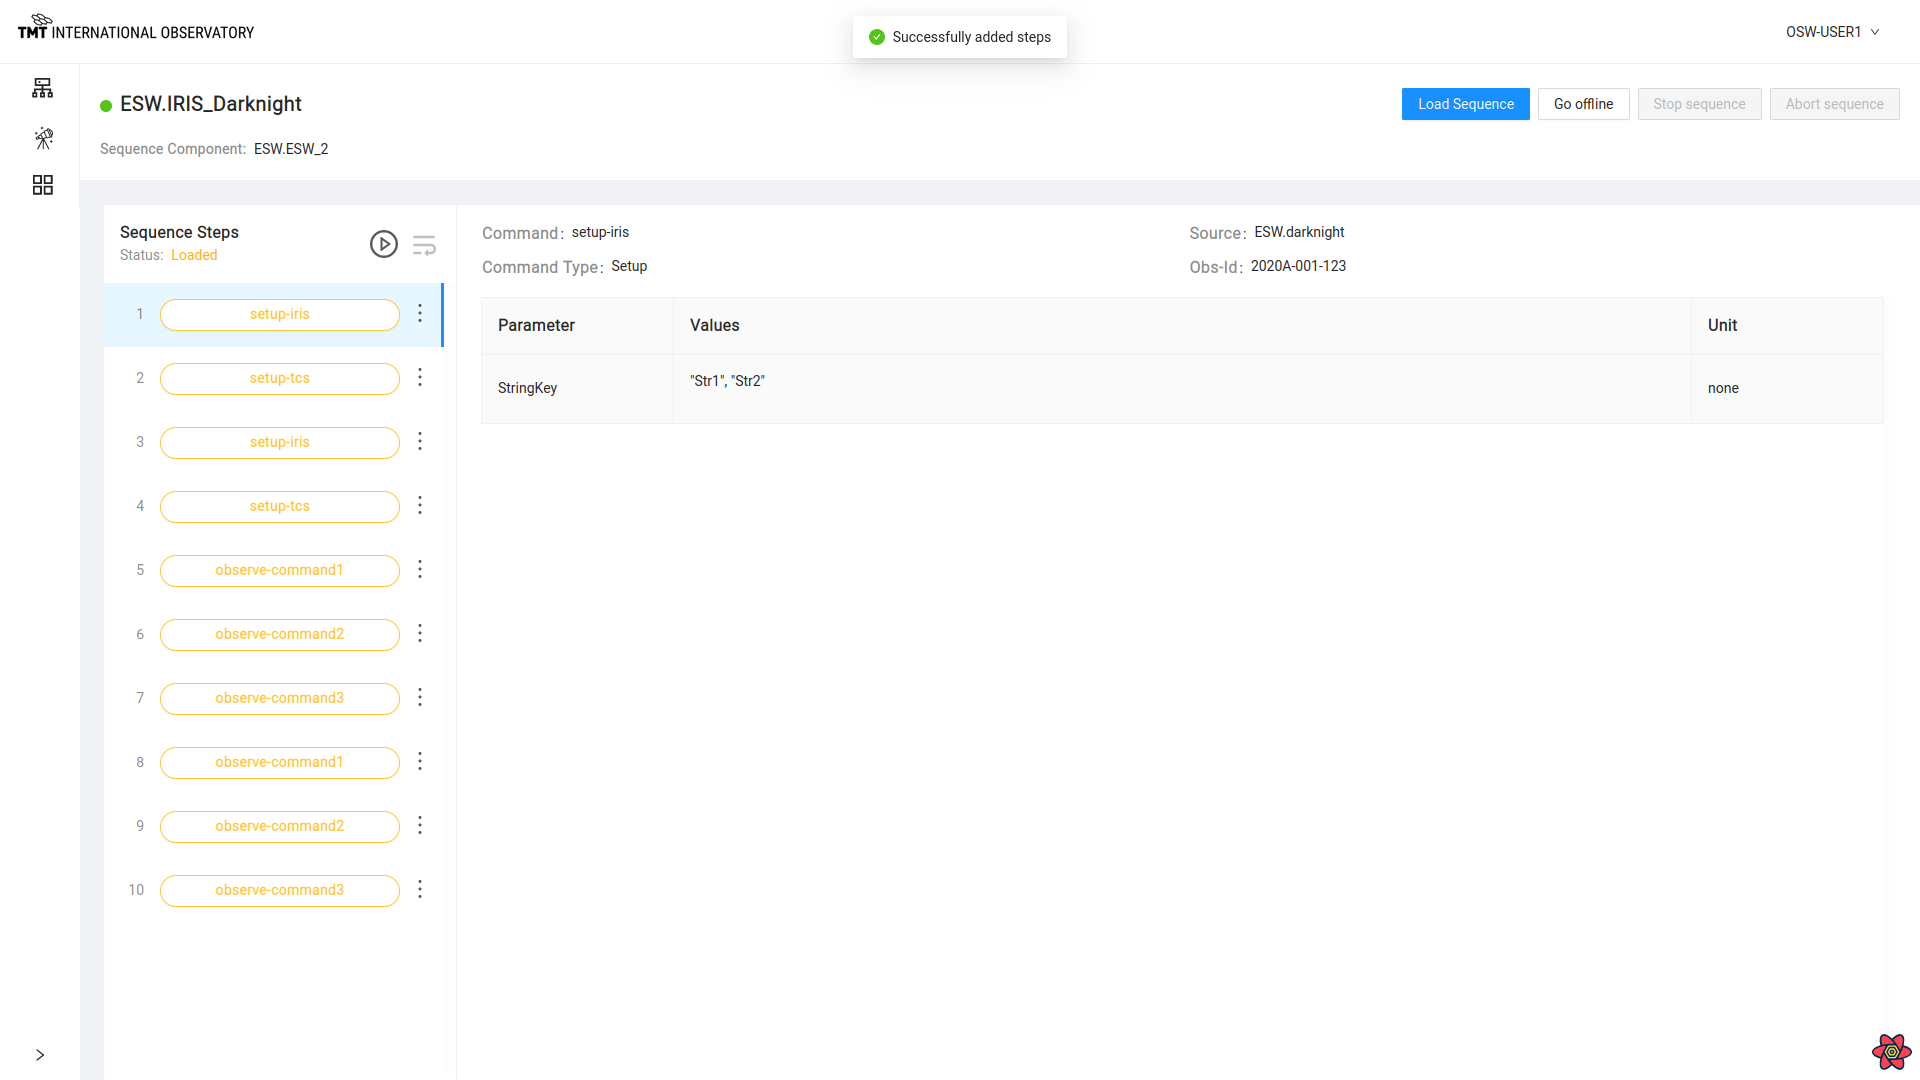 TMT INTERNATIONAL OBSERVATORY
Successfully added steps
OSW-USER1
ESW.IRIS_Darknight
Load Sequence
Go offline
Stop sequence
Abort sequence
Sequence Component: ESW.ESW_2
Sequence Steps
Status: Loaded
1 setup-iris
2 setup-tcs
3 setup-iris
4 setup-tcs
5 observe-command1
6 observe-command2
7 observe-command3
8 observe-command1
9 observe-command2
10 observe-command3
Command: setup-iris
Source: ESW.darknight
Command Type: Setup
Obs-Id: 2020A-001-123
Parameter Values Unit
StringKey "Str1", "Str2" none